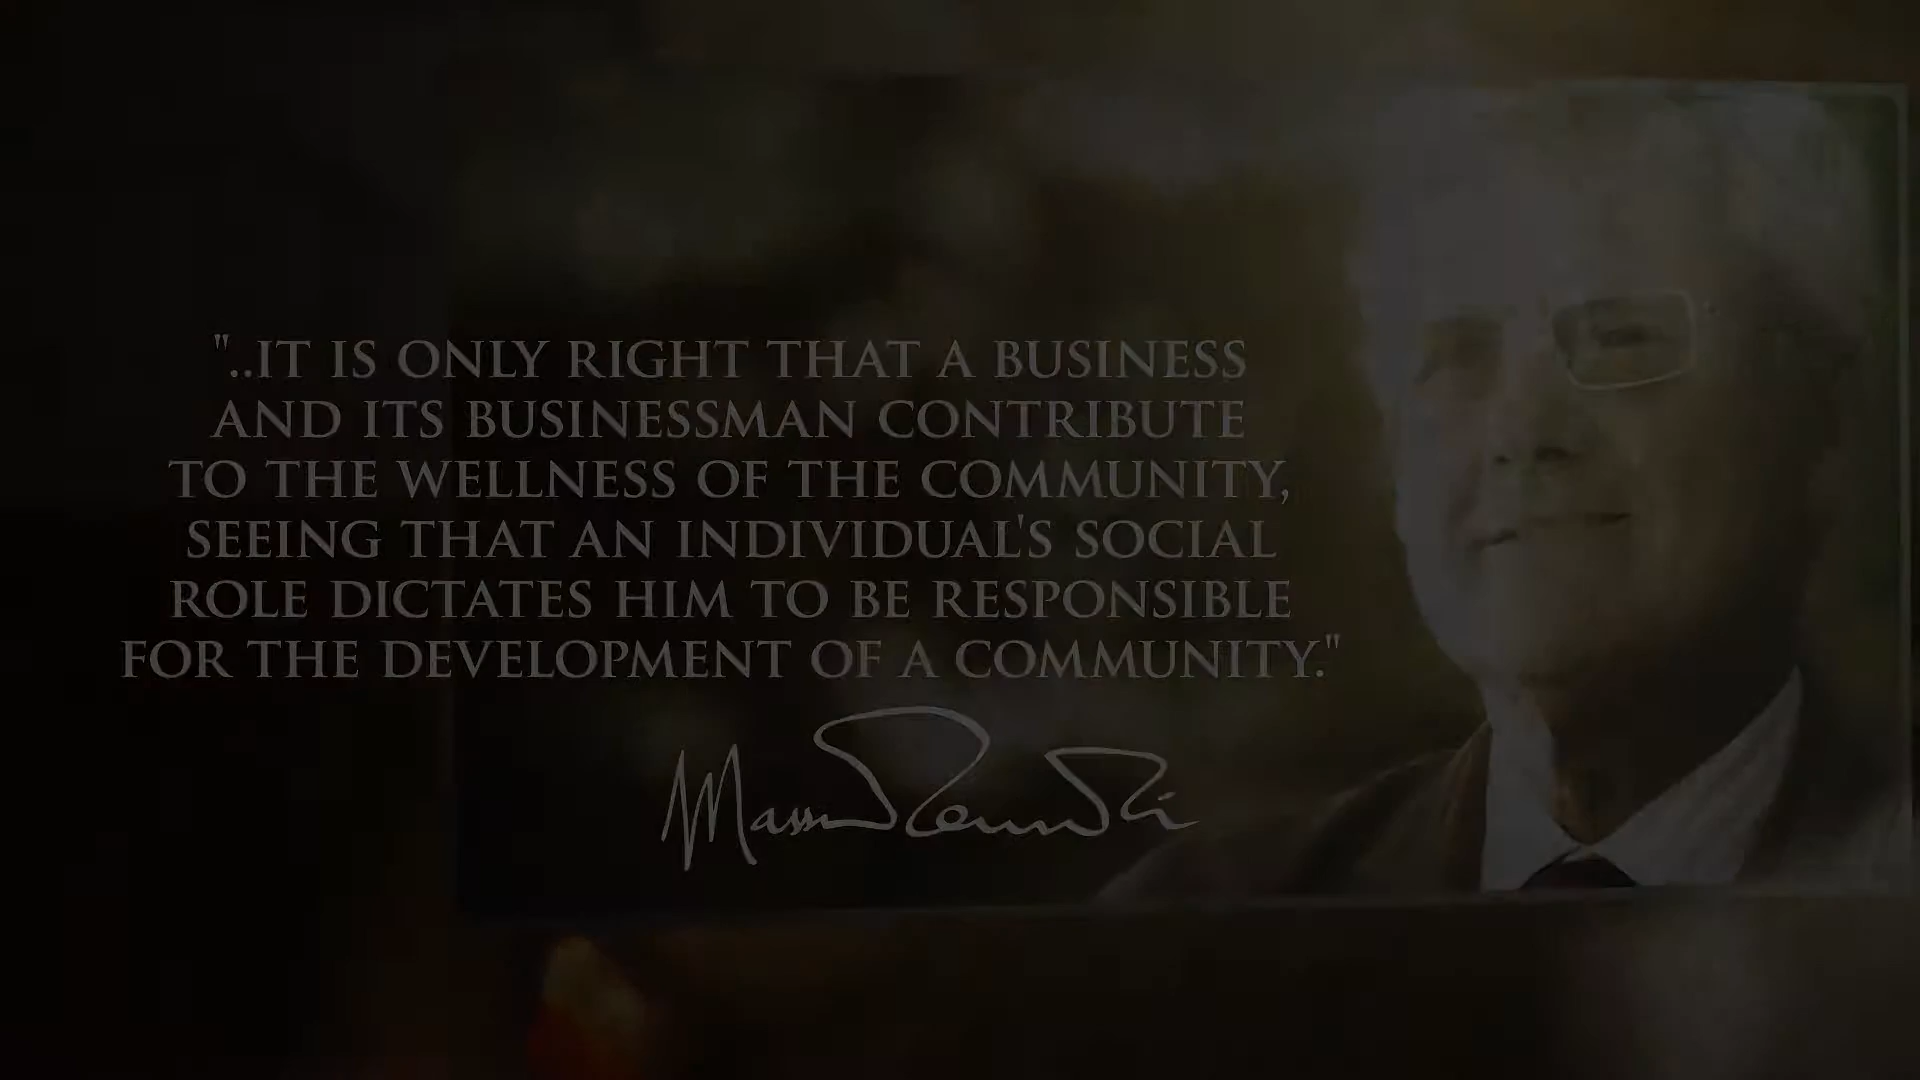 "..IT IS ONLY RIGHT THAT A BUSINESS
AND ITS BUSINESSMAN CONTRIBUTE
TO THE WELLNESS OF THE COMMUNITY,
SEEING THAT AN INDIVIDUAL'S SOCIAL
ROLE DICTATES HIM TO BE RESPONSIBLE
FOR THE DEVELOPMENT OF A COMMUNITY."